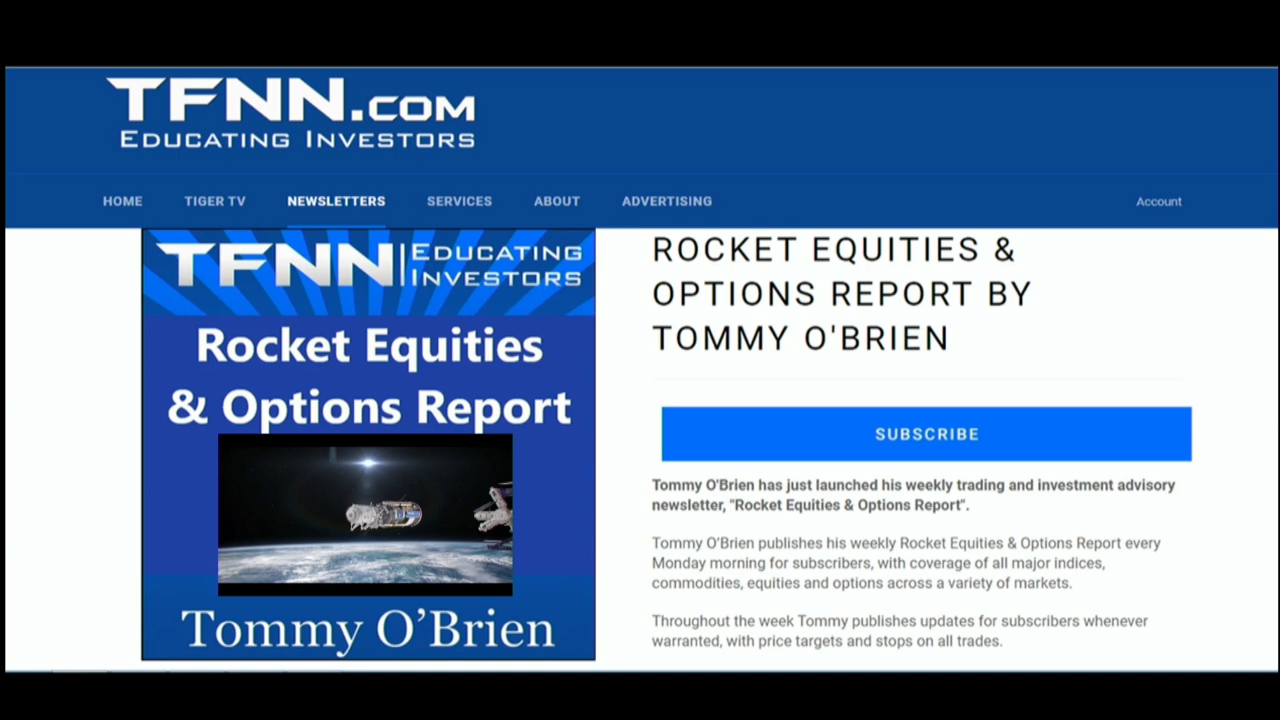 TFNN.COM
EDUCATING INVESTORS
HOME TIGER TV NEWSLETTERS SERVICES ABOUT ADVERTISING Account
TFNN EDUCATING
INVESTORS
Rocket Equities
& Options Report
Tommy O’Brien
ROCKET EQUITIES &
OPTIONS REPORT BY
TOMMY O'BRIEN
SUBSCRIBE
Tommy O'Brien has just launched his weekly trading and investment advisory
newsletter, "Rocket Equities & Options Report".
Tommy O’Brien publishes his weekly Rocket Equities & Options Report every
Monday morning for subscribers, with coverage of all major indices,
commodities, equities and options across a variety of markets.
Throughout the week Tommy publishes updates for subscribers whenever
warranted, with price targets and stops on all trades.